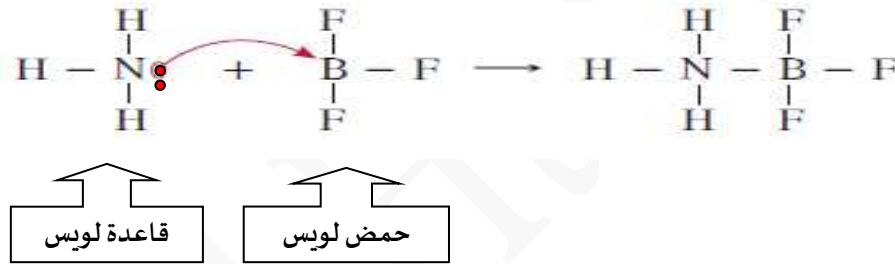 H H F H F
H – N + B – F ⟶ H – N – B – F
H F H F
قاعدة لويس حمض لويس